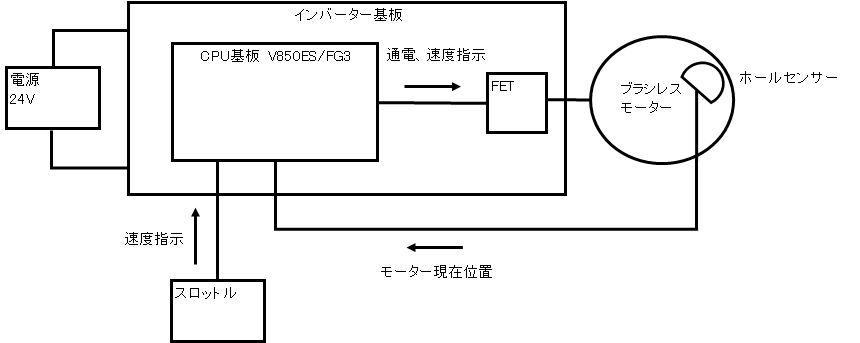 インバーター基板
CPU基板 V850ES/FG3
通電、速度指示
電源
24V
FET
ブラシレス
モーター
ホールセンサー
速度指示
モーター現在位置
スロットル